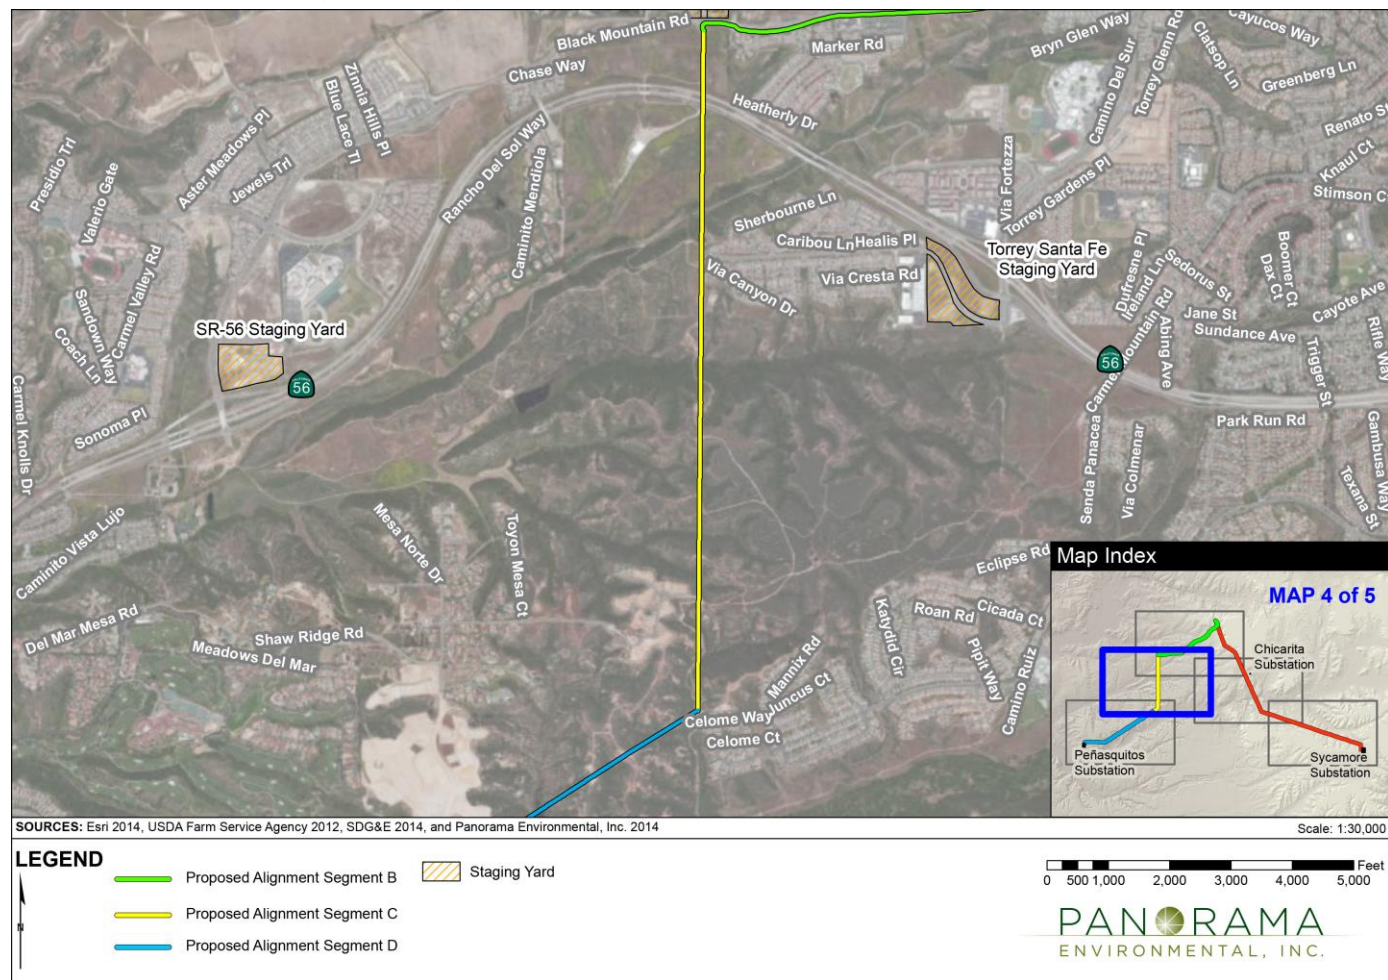 Black Mountain Rd
Marker Rd
Bryn Glen Way
Camino Del Sur
Torrey Glenn Rd
Clatsop Ln
Cayucos Way
Greenberg Ln
Renato St
Knaul Ct
Stimson C
Chase Way
Zinnia Hills Pl
Blue Lace Tl
Aster Meadows Pl
Jewels Trl
Presidio Trl
Valerio Gate
Rancho Del Sol Way
Caminito Mendiola
Heatherly Dr
Via Fortezza
Torrey Gardens Pl
Sherbourne Ln
Caribou Ln
Healis Pl
Via Cresta Rd
Via Canyon Dr
Torrey Santa Fe
Staging Yard
Dufresne Pl
Ireland Ln
Sedorus St
Boomer Ct
Dax Ct
Cayote Ave
Jane St
Sundance Ave
Rifle Way
Trigger St
Abing Ave
Carmel Mountain Rd
56
Carmel Valley Rd
Sandown Way
Coach Ln
SR-56 Staging Yard
56
Carmel Knolls Dr
Sonoma Pl
Park Run Rd
Gambusa Way
Texana St
Senda Panacea
Via Colmenar
Caminito Vista Lujo
Mesa Norte Dr
Toyon Mesa Ct
Del Mar Mesa Rd
Shaw Ridge Rd
Meadows Del Mar
Eclipse Rd
Roan Rd
Cicada Ct
Katydid Cir
Pipit Way
Camino Ruiz
Mannix Rd
Juncus Ct
Celome Way
Celome Ct
Map Index
MAP 4 of 5
Chicarita
Substation
Peñasquitos
Substation
Sycamore
Substation
SOURCES: Esri 2014, USDA Farm Service Agency 2012, SDG&E 2014, and Panorama Environmental, Inc. 2014
Scale: 1:30,000
LEGEND
N
Proposed Alignment Segment B
Proposed Alignment Segment C
Proposed Alignment Segment D
Staging Yard
Feet
0 500 1,000 2,000 3,000 4,000 5,000
PANORAMA
ENVIRONMENTAL, INC.